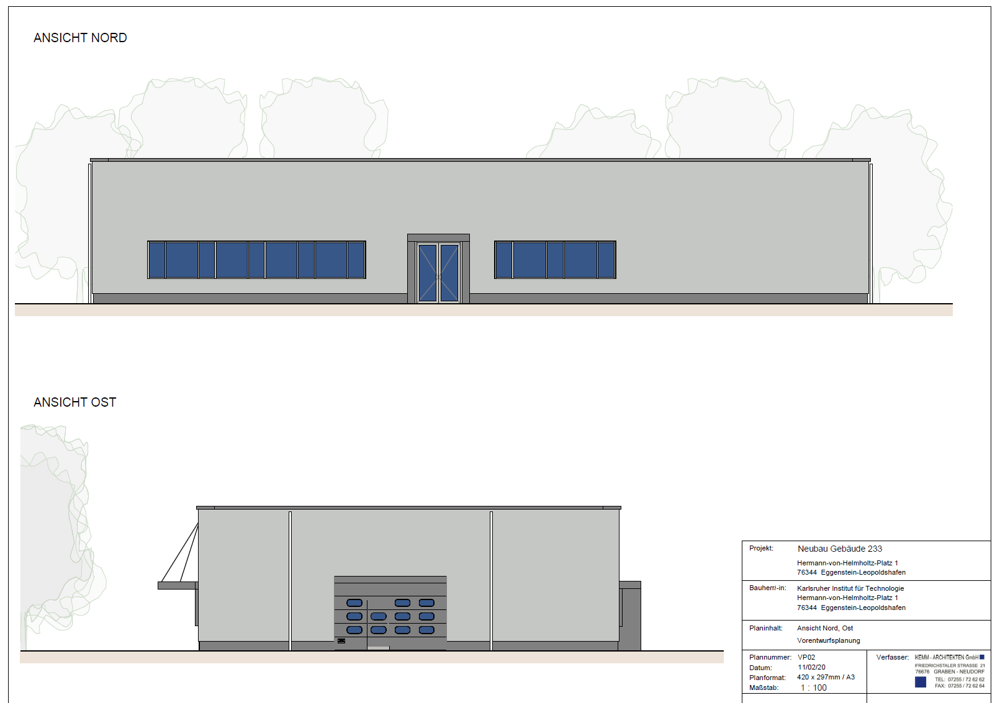 ANSICHT NORD
ANSICHT OST
Projekt: Neubau Gebäude 233
Hermann-von-Helmholtz-Platz 1
76344 Eggenstein-Leopoldshafen
Bauherr/-in: Karlsruher Institut für Technologie
Hermann-von-Helmholtz-Platz 1
76344 Eggenstein-Leopoldshafen
Planinhalt: Ansicht Nord, Ost
Vorentwurfsplanung
Plannummer: VP02
Datum: 11/02/20
Planformat: 420 x 297mm / A3
Maßstab: 1 : 100
Verfasser: KEMM - ARCHITEKTEN GmbH
FRIEDRICHSTALER STRASSE 21
76676 GRABEN - NEUDORF
TEL: 07255 / 72 62 62
FAX: 07255 / 72 62 64